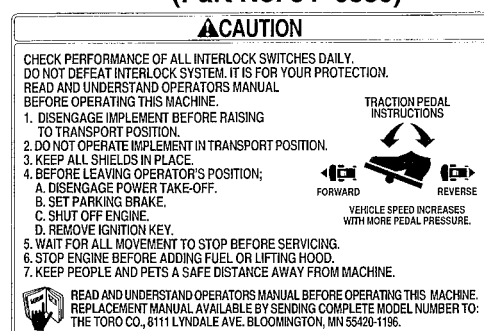 ⚠CAUTION
CHECK PERFORMANCE OF ALL INTERLOCK SWITCHES DAILY.
DO NOT DEFEAT INTERLOCK SYSTEM. IT IS FOR YOUR PROTECTION.
READ AND UNDERSTAND OPERATORS MANUAL
BEFORE OPERATING THIS MACHINE.
1. DISENGAGE IMPLEMENT BEFORE RAISING
TO TRANSPORT POSITION.
2. DO NOT OPERATE IMPLEMENT IN TRANSPORT POSITION.
3. KEEP ALL SHIELDS IN PLACE.
4. BEFORE LEAVING OPERATOR'S POSITION;
A. DISENGAGE POWER TAKE-OFF.
B. SET PARKING BRAKE.
C. SHUT OFF ENGINE.
D. REMOVE IGNITION KEY.
5. WAIT FOR ALL MOVEMENT TO STOP BEFORE SERVICING.
6. STOP ENGINE BEFORE ADDING FUEL OR LIFTING HOOD.
7. KEEP PEOPLE AND PETS A SAFE DISTANCE AWAY FROM MACHINE.
TRACTION PEDAL
INSTRUCTIONS
FORWARD
REVERSE
VEHICLE SPEED INCREASES
WITH MORE PEDAL PRESSURE.
READ AND UNDERSTAND OPERATORS MANUAL BEFORE OPERATING THIS MACHINE.
REPLACEMENT MANUAL AVAILABLE BY SENDING COMPLETE MODEL NUMBER TO:
THE TORO CO., 8111 LYNDALE AVE. BLOOMINGTON, MN 55420-1196.